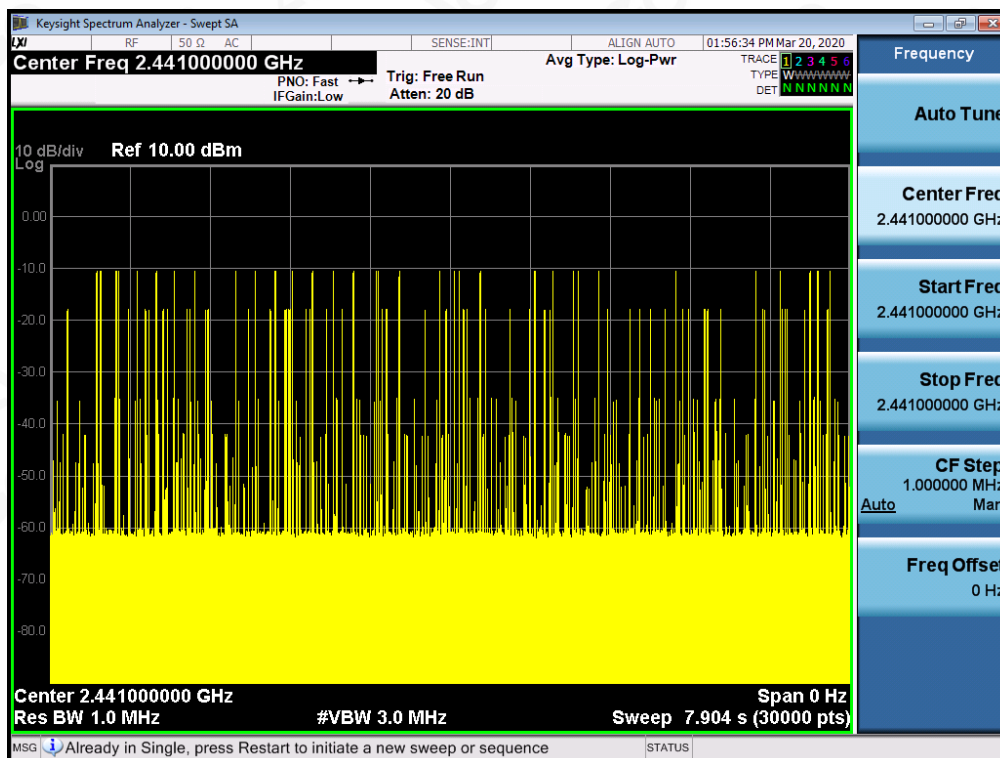 Keysight Spectrum Analyzer - Swept SA
LXI RF 50 Ω AC SENSE:INT ALIGN AUTO 01:56:34 PM Mar 20, 2020
Center Freq 2.441000000 GHz
PNO: Fast
IFGain:Low
Trig: Free Run
Atten: 20 dB
Avg Type: Log-Pwr
TRACE 1 2 3 4 5 6
TYPE WWWWWW
DET N N N N N N
10 dB/div Ref 10.00 dBm
Log
0.00
-10.0
-20.0
-30.0
-40.0
-50.0
-60.0
-70.0
-80.0
Center 2.441000000 GHz Span 0 Hz
Res BW 1.0 MHz #VBW 3.0 MHz Sweep 7.904 s (30000 pts)
MSG Already in Single, press Restart to initiate a new sweep or sequence STATUS
Frequency
Auto Tune
Center Freq
2.441000000 GHz
Start Freq
2.441000000 GHz
Stop Freq
2.441000000 GHz
CF Step
1.000000 MHz
Auto Man
Freq Offset
0 Hz